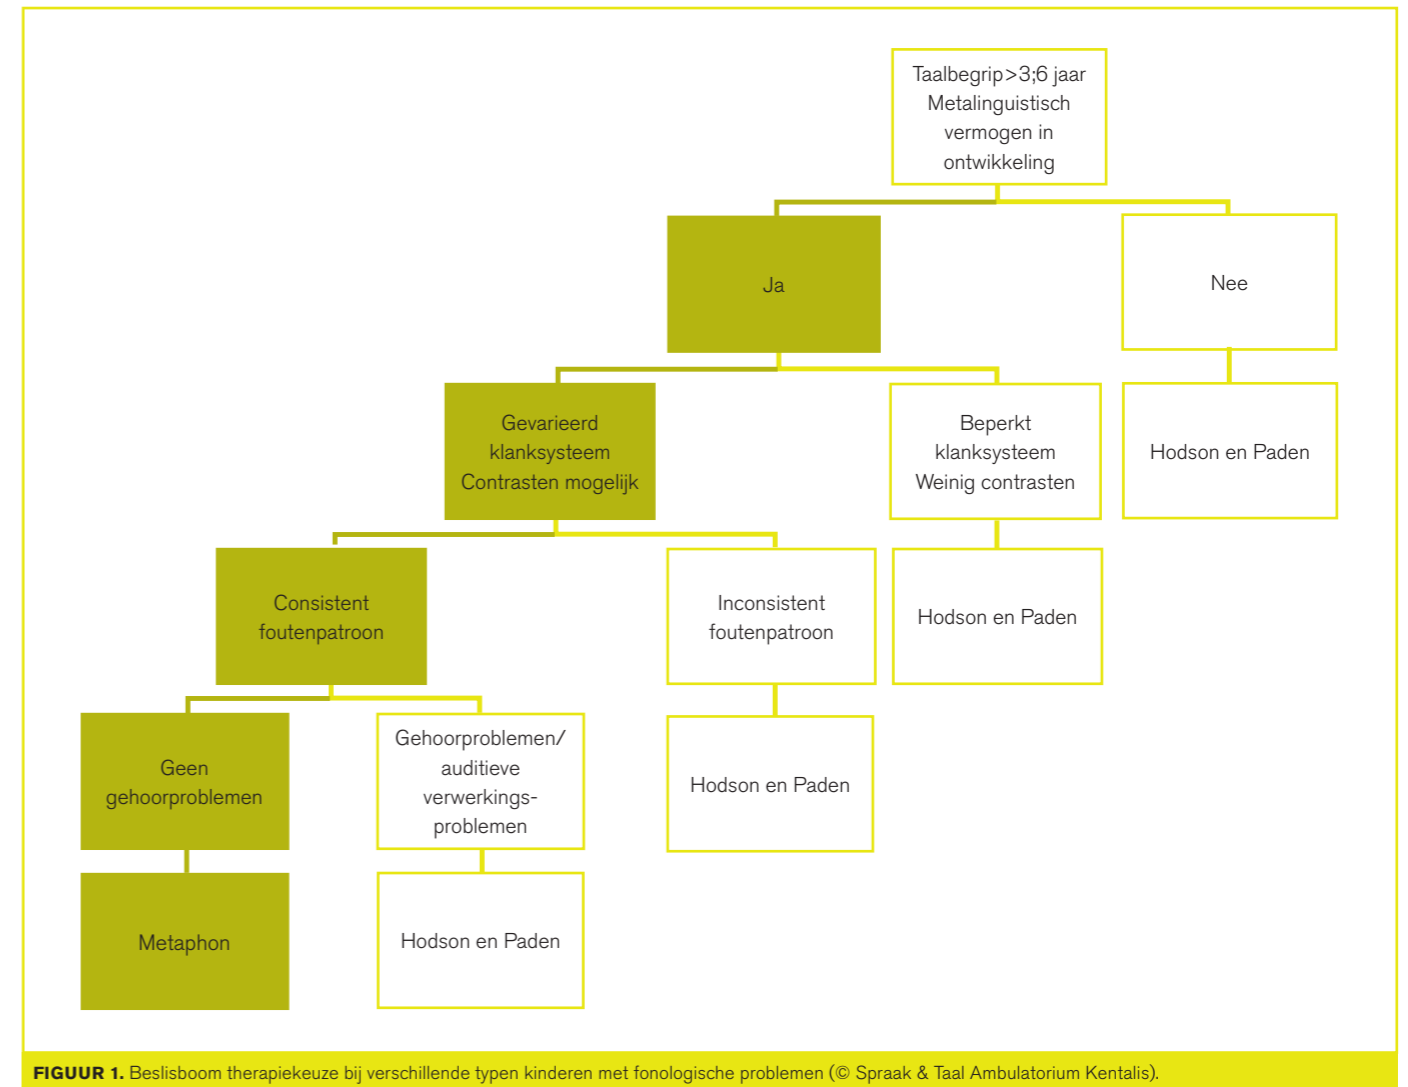 Taalbegrip>3;6 jaar
Metalinguistisch
vermogen in
ontwikkeling
Ja
Nee
Gevarieerd
klanksysteem
Contrasten mogelijk
Beperkt
klanksysteem
Weinig contrasten
Hodson en Paden
Consistent
foutenpatroon
Inconsistent
foutenpatroon
Hodson en Paden
Geen
gehoorproblemen
Gehoorproblemen/
auditieve
verwerkings-
problemen
Hodson en Paden
Metaphon
Hodson en Paden
FIGUUR 1. Beslisboom therapiekeuze bij verschillende typen kinderen met fonologische problemen (© Spraak & Taal Ambulatorium Kentalis).